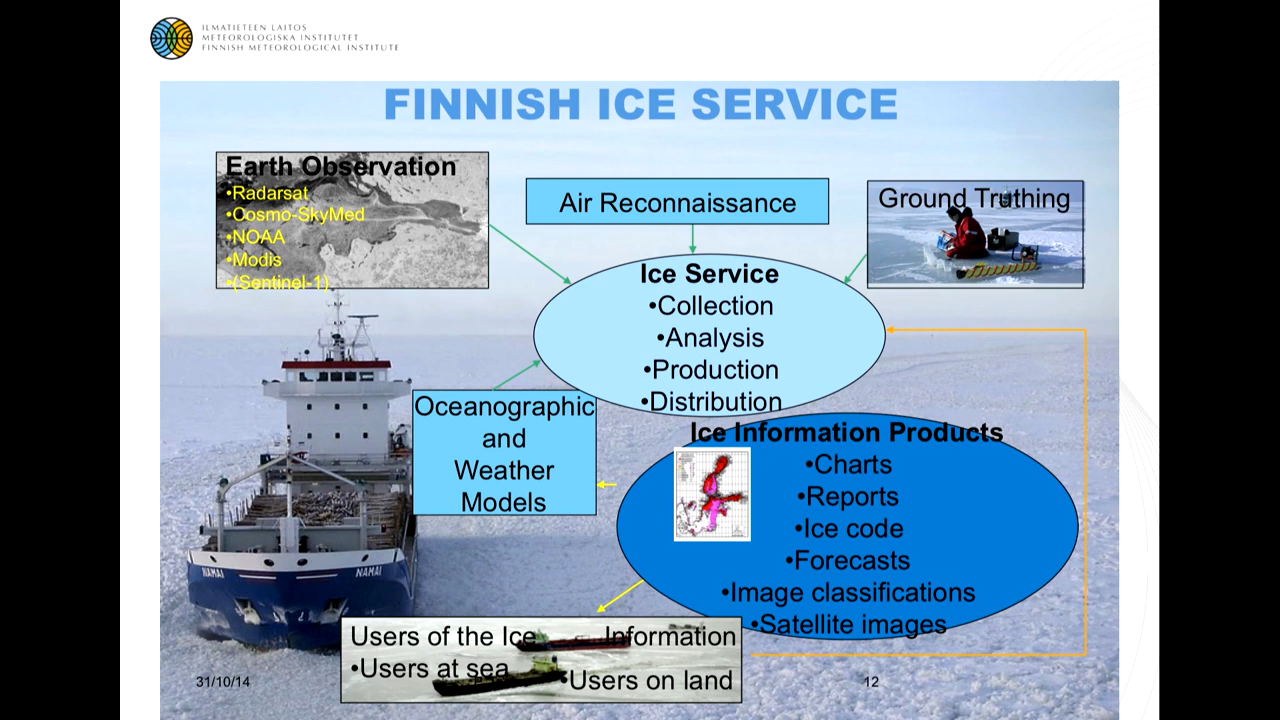 ILMATIETEEN LAITOS
METEOROLOGISKA INSTITUTET
FINNISH METEOROLOGICAL INSTITUTE
FINNISH ICE SERVICE
Earth Observation
•Radarsat
•Cosmo-SkyMed
•NOAA
•Modis
•(Sentinel-1)
Air Reconnaissance
Ground Truthing
Ice Service
•Collection
•Analysis
•Production
•Distribution
Oceanographic
and
Weather
Models
Ice Information Products
•Charts
•Reports
•Ice code
•Forecasts
•Image classifications
•Satellite images
NAMAI
NAMAI
Users of the Ice Information
•Users at sea
•Users on land
31/10/14
12